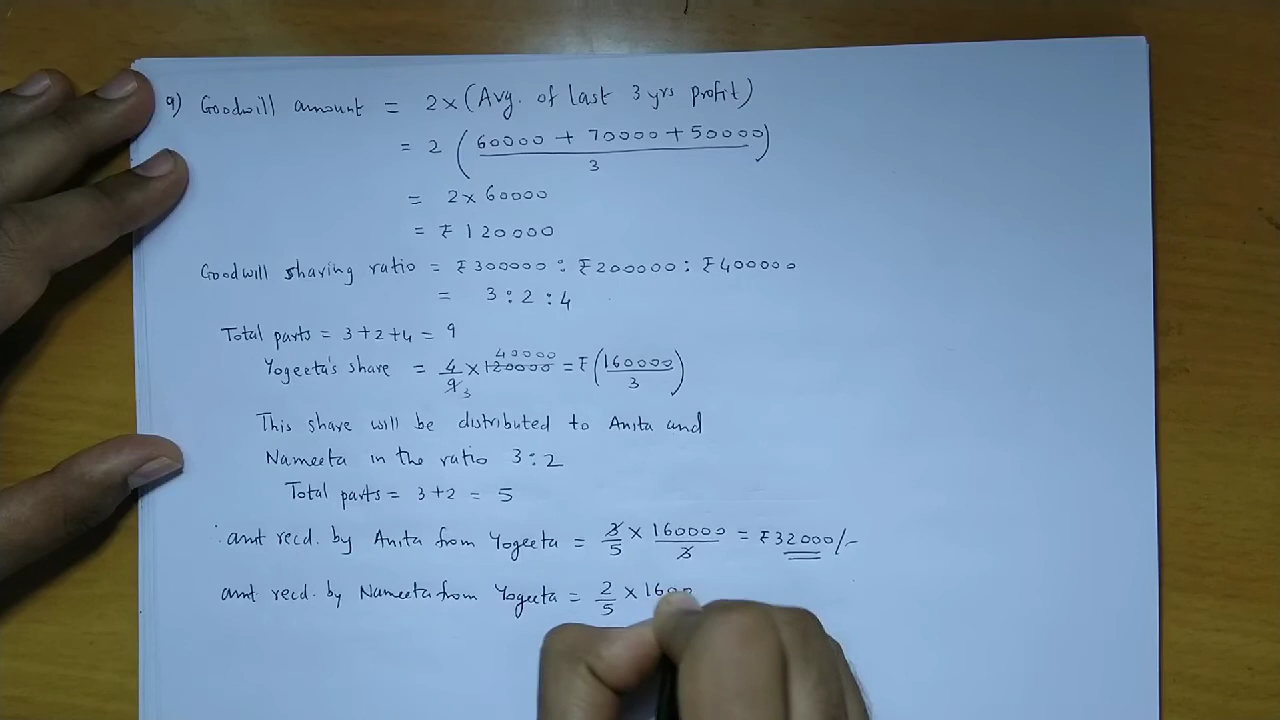 9) Goodwill amount = 2 × (Avg. of last 3 yrs profit)
= 2 (60000 + 70000 + 50000 / 3)
= 2 × 60000
= ₹ 120000
Goodwill sharing ratio = ₹ 300000 : ₹ 200000 : ₹ 400000
= 3 : 2 : 4
Total parts = 3 + 2 + 4 = 9
40000
Yogeeta's share = 4/9 × 120000 = ₹ (160000/3)
3
This share will be distributed to Anita and
Nameeta in the ratio 3 : 2
Total parts = 3 + 2 = 5
amt recd. by Anita from Yogeeta = 3/5 × 160000/3 = ₹ 32000/-
amt recd. by Nameeta from Yogeeta = 2/5 × 1600